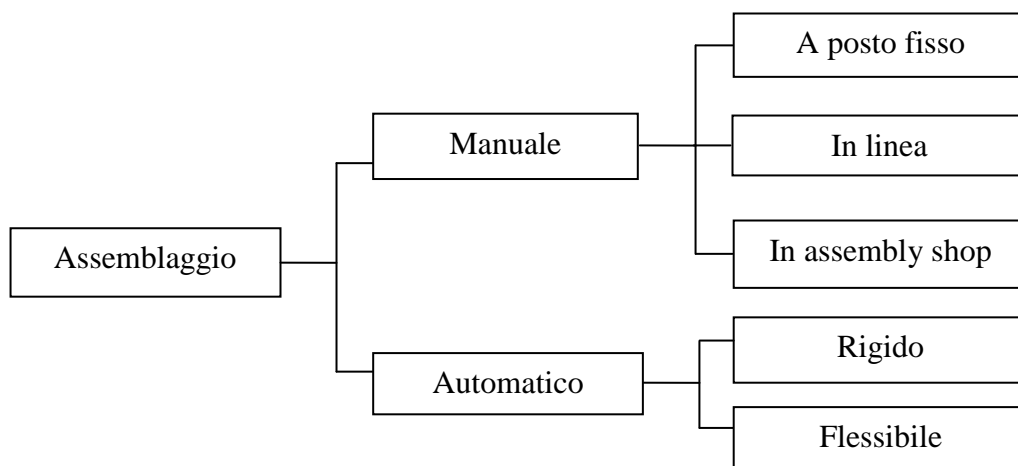 A posto fisso
Manuale
In linea
Assemblaggio
In assembly shop
Rigido
Automatico
Flessibile